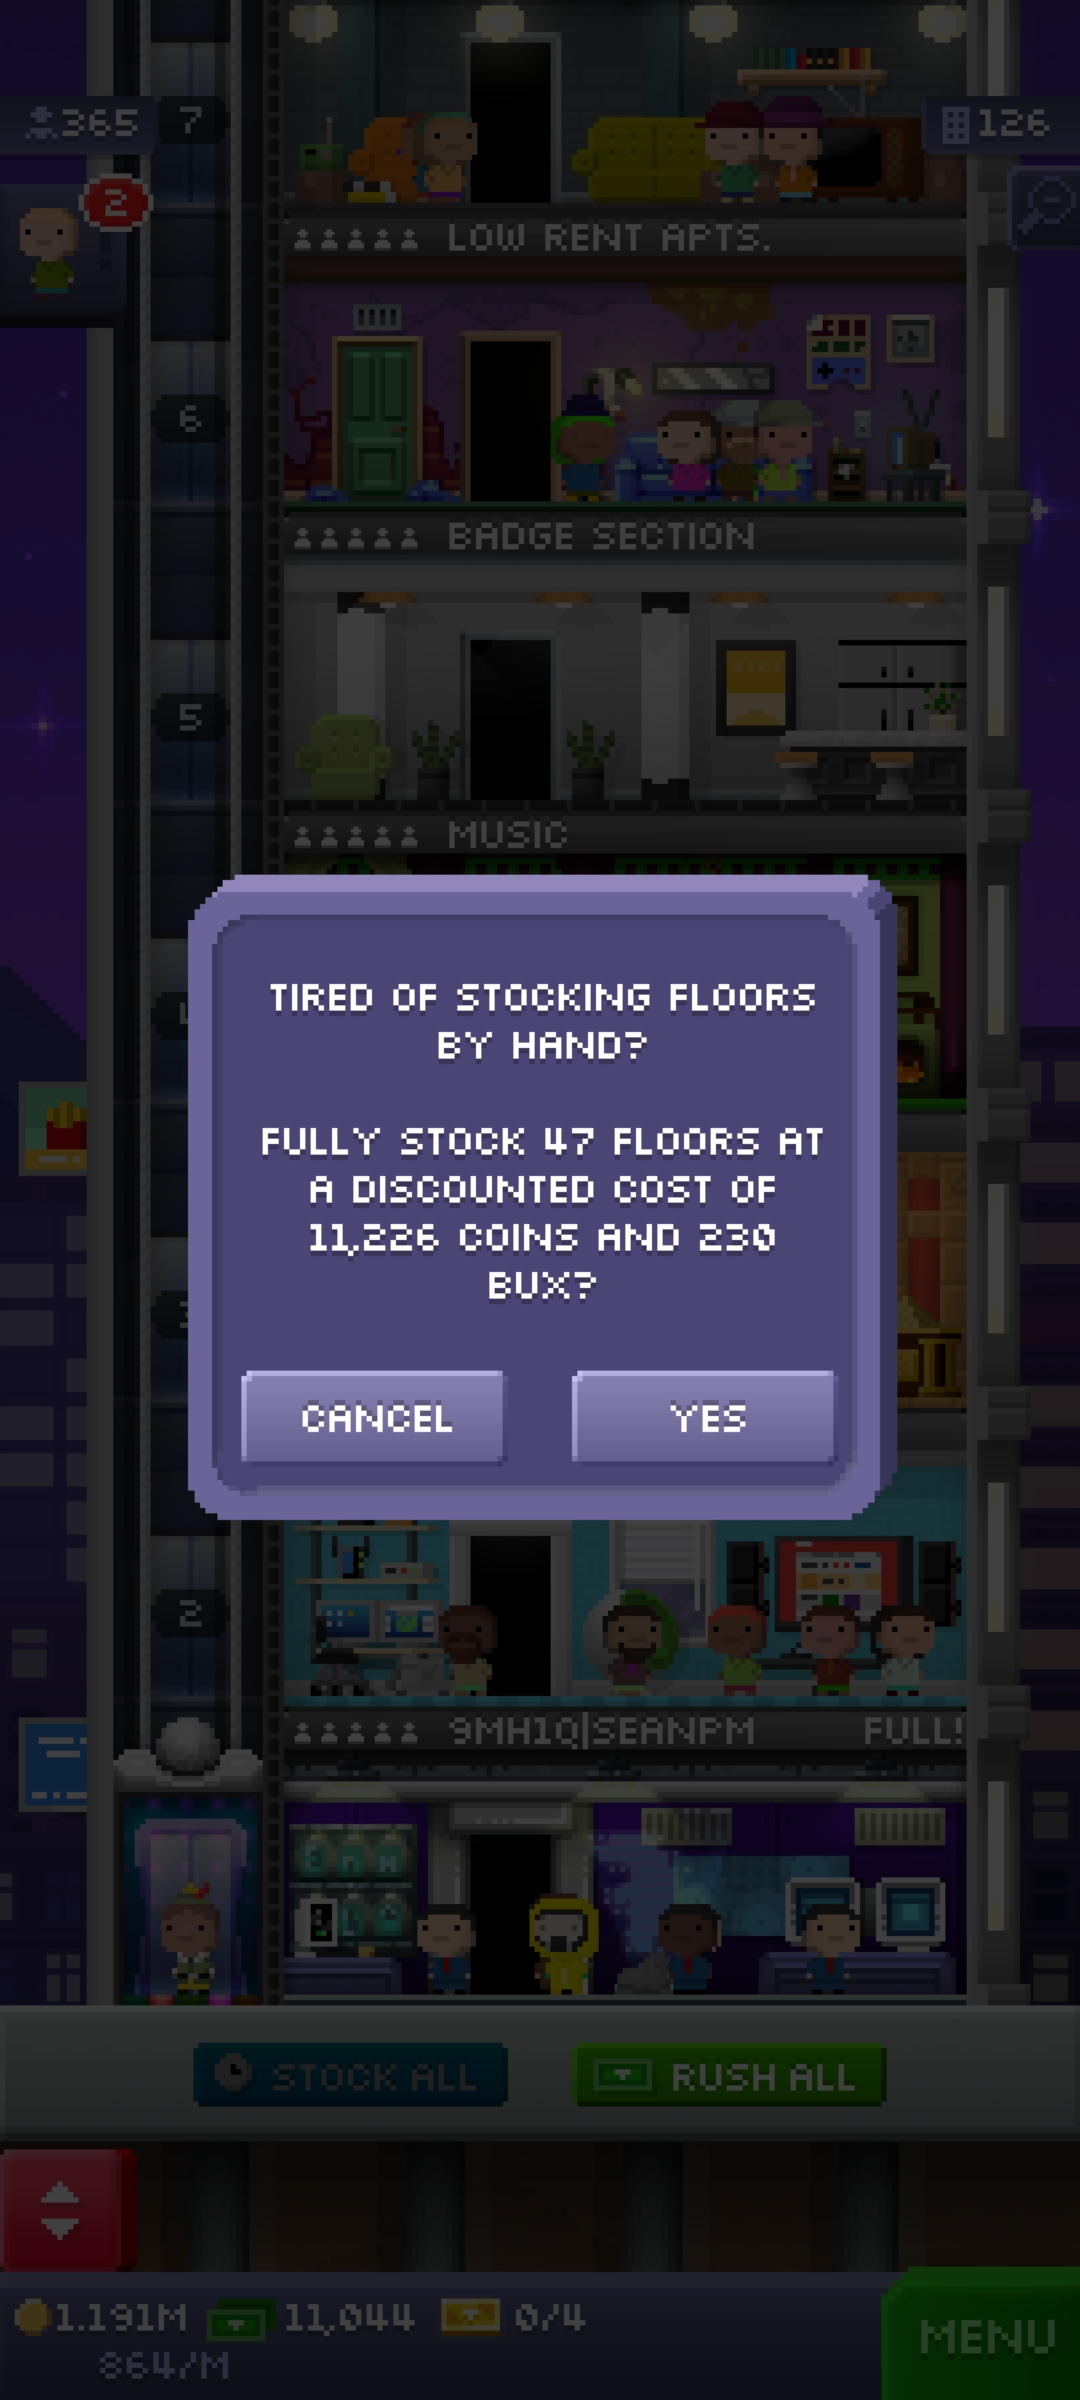 365
7
126
2
LOW RENT APTS.
6
BADGE SECTION
5
MUSIC
TIRED OF STOCKING FLOORS
BY HAND?
FULLY STOCK 47 FLOORS AT
A DISCOUNTED COST OF
11,226 COINS AND 230
BUX?
CANCEL
YES
2
9MH1Q|SEANPM
FULL!
STOCK ALL
RUSH ALL
1.191M
11,044
0/4
864/M
MENU